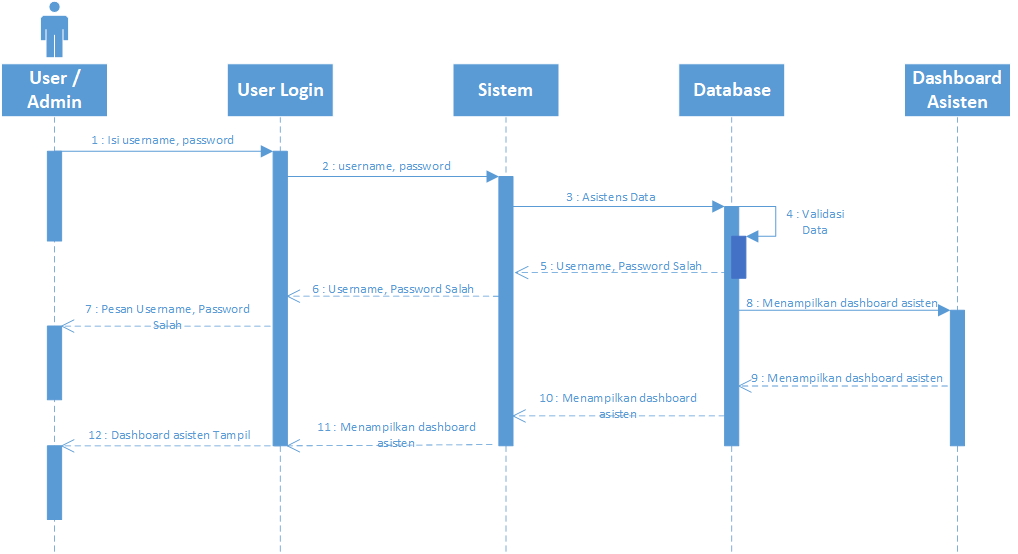 User /
Admin
User Login
Sistem
Database
Dashboard
Asisten
1 : Isi username, password
2 : username, password
3 : Asistens Data
4 : Validasi
Data
5 : Username, Password Salah
6 : Username, Password Salah
7 : Pesan Username, Password
Salah
8 : Menampilkan dashboard asisten
9 : Menampilkan dashboard asisten
10 : Menampilkan dashboard
asisten
11 : Menampilkan dashboard
asisten
12 : Dashboard asisten Tampil